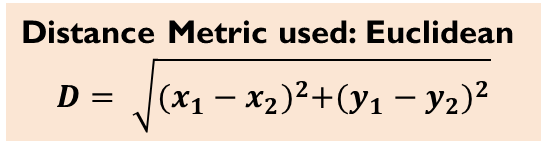 Distance Metric used: Euclidean
D = √(x₁ − x₂)²+(y₁ − y₂)²